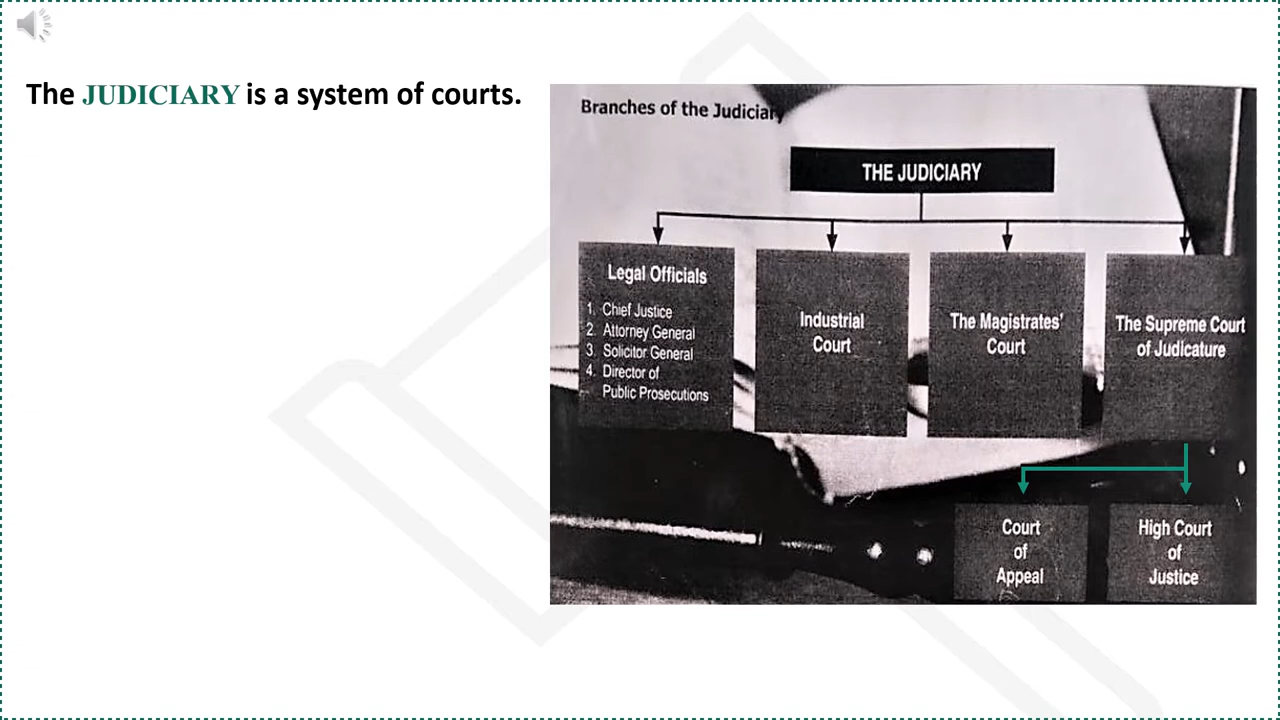 The JUDICIARY is a system of courts.
Branches of the Judiciary
THE JUDICIARY
Legal Officials
1. Chief Justice
2. Attorney General
3. Solicitor General
4. Director of
Public Prosecutions
Industrial
Court
The Magistrates'
Court
The Supreme Court
of Judicature
Court
of
Appeal
High Court
of
Justice